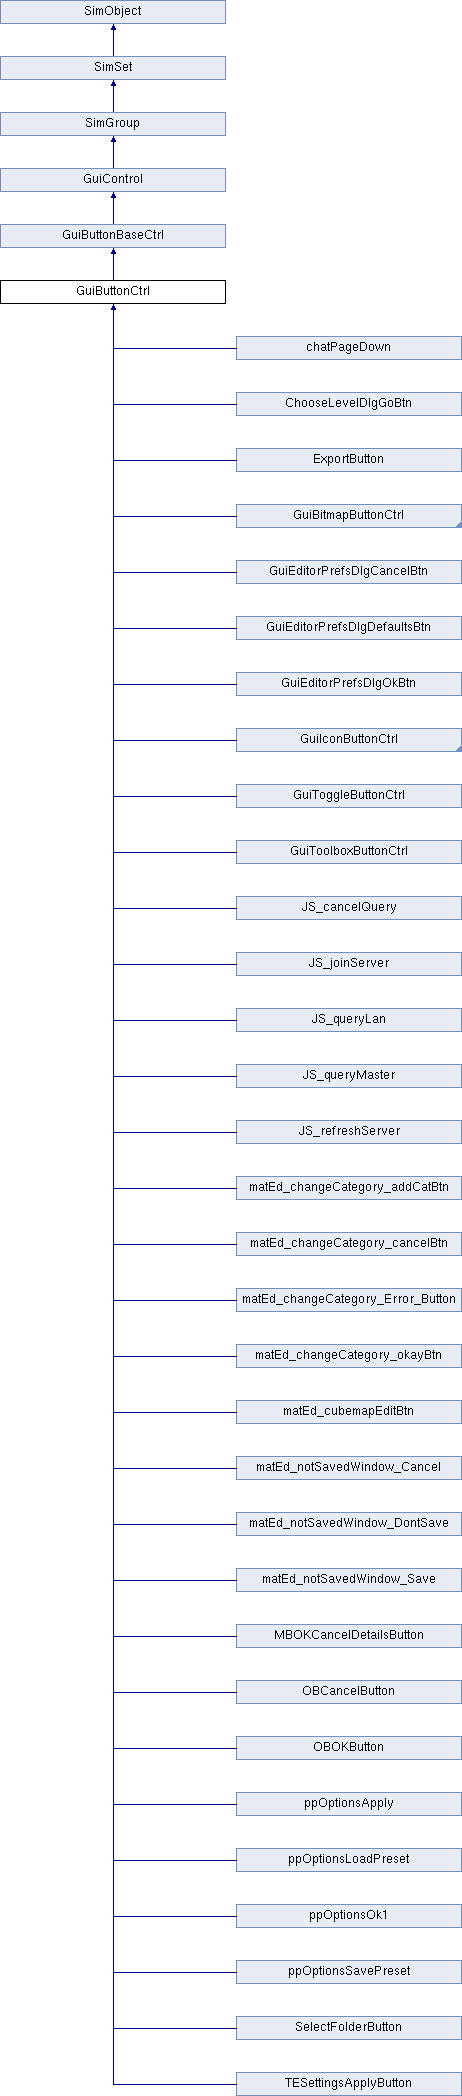 SimObject
SimSet
SimGroup
GuiControl
GuiButtonBaseCtrl
GuiButtonCtrl
chatPageDown
ChooseLevelDlgGoBtn
ExportButton
GuiBitmapButtonCtrl
GuiEditorPrefsDlgCancelBtn
GuiEditorPrefsDlgDefaultsBtn
GuiEditorPrefsDlgOkBtn
GuiIconButtonCtrl
GuiToggleButtonCtrl
GuiToolboxButtonCtrl
JS_cancelQuery
JS_joinServer
JS_queryLan
JS_queryMaster
JS_refreshServer
matEd_changeCategory_addCatBtn
matEd_changeCategory_cancelBtn
matEd_changeCategory_Error_Button
matEd_changeCategory_okayBtn
matEd_cubemapEditBtn
matEd_notSavedWindow_Cancel
matEd_notSavedWindow_DontSave
matEd_notSavedWindow_Save
MBOKCancelDetailsButton
OBCancelButton
OBOKButton
ppOptionsApply
ppOptionsLoadPreset
ppOptionsOk1
ppOptionsSavePreset
SelectFolderButton
TESettingsApplyButton